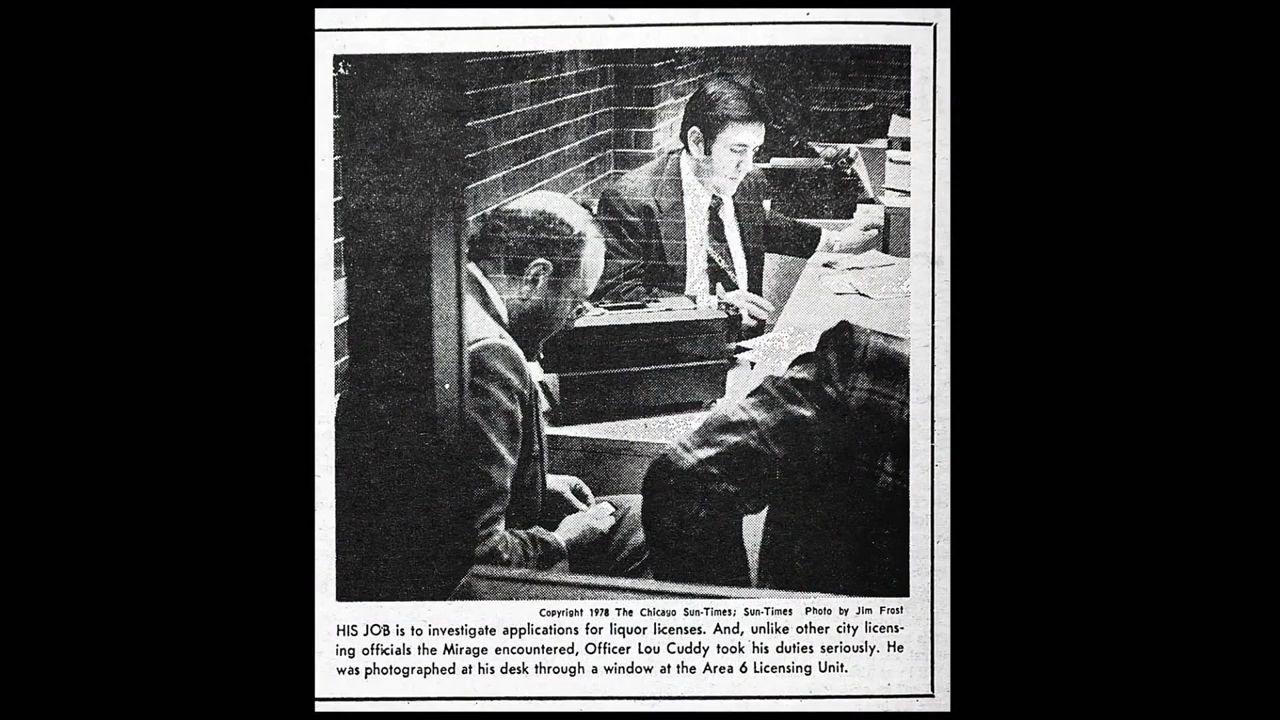 Copyright 1978 The Chicago Sun-Times; Sun-Times Photo by Jim Frost
HIS JOB is to investigate applications for liquor licenses. And, unlike other city licens-
ing officials the Mirage encountered, Officer Lou Cuddy took his duties seriously. He
was photographed at his desk through a window at the Area 6 Licensing Unit.